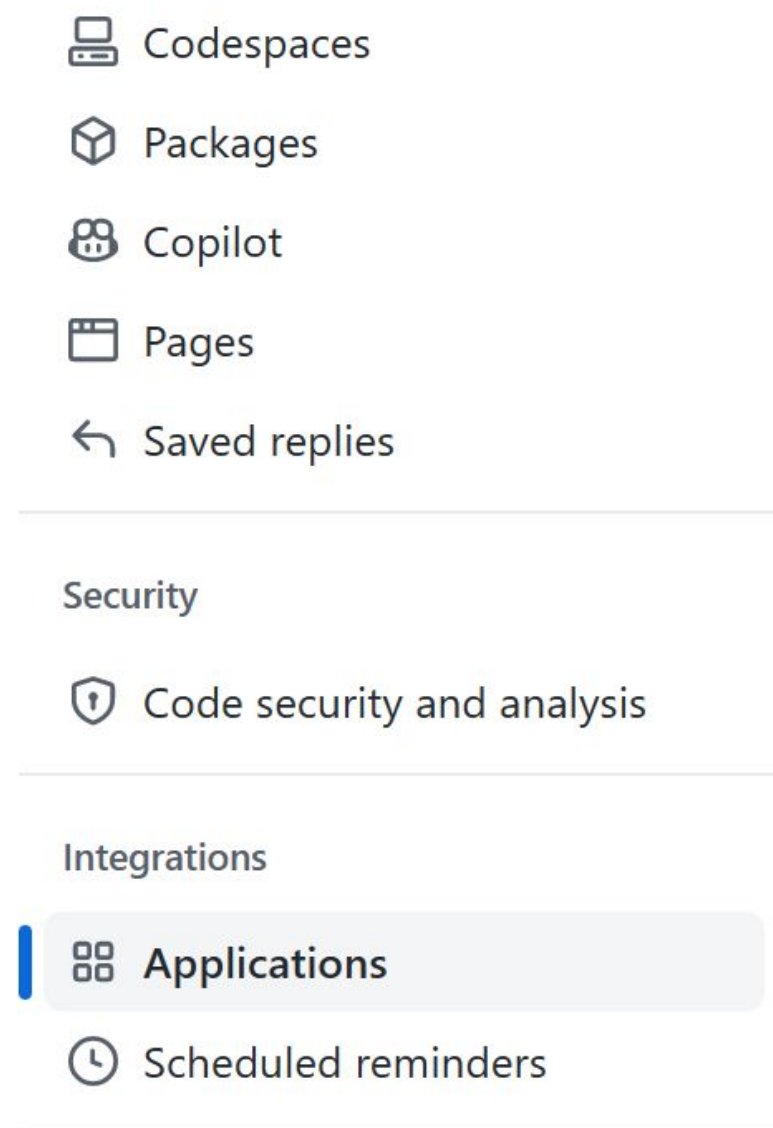 Codespaces
Packages
Copilot
Pages
Saved replies
Security
Code security and analysis
Integrations
Applications
Scheduled reminders